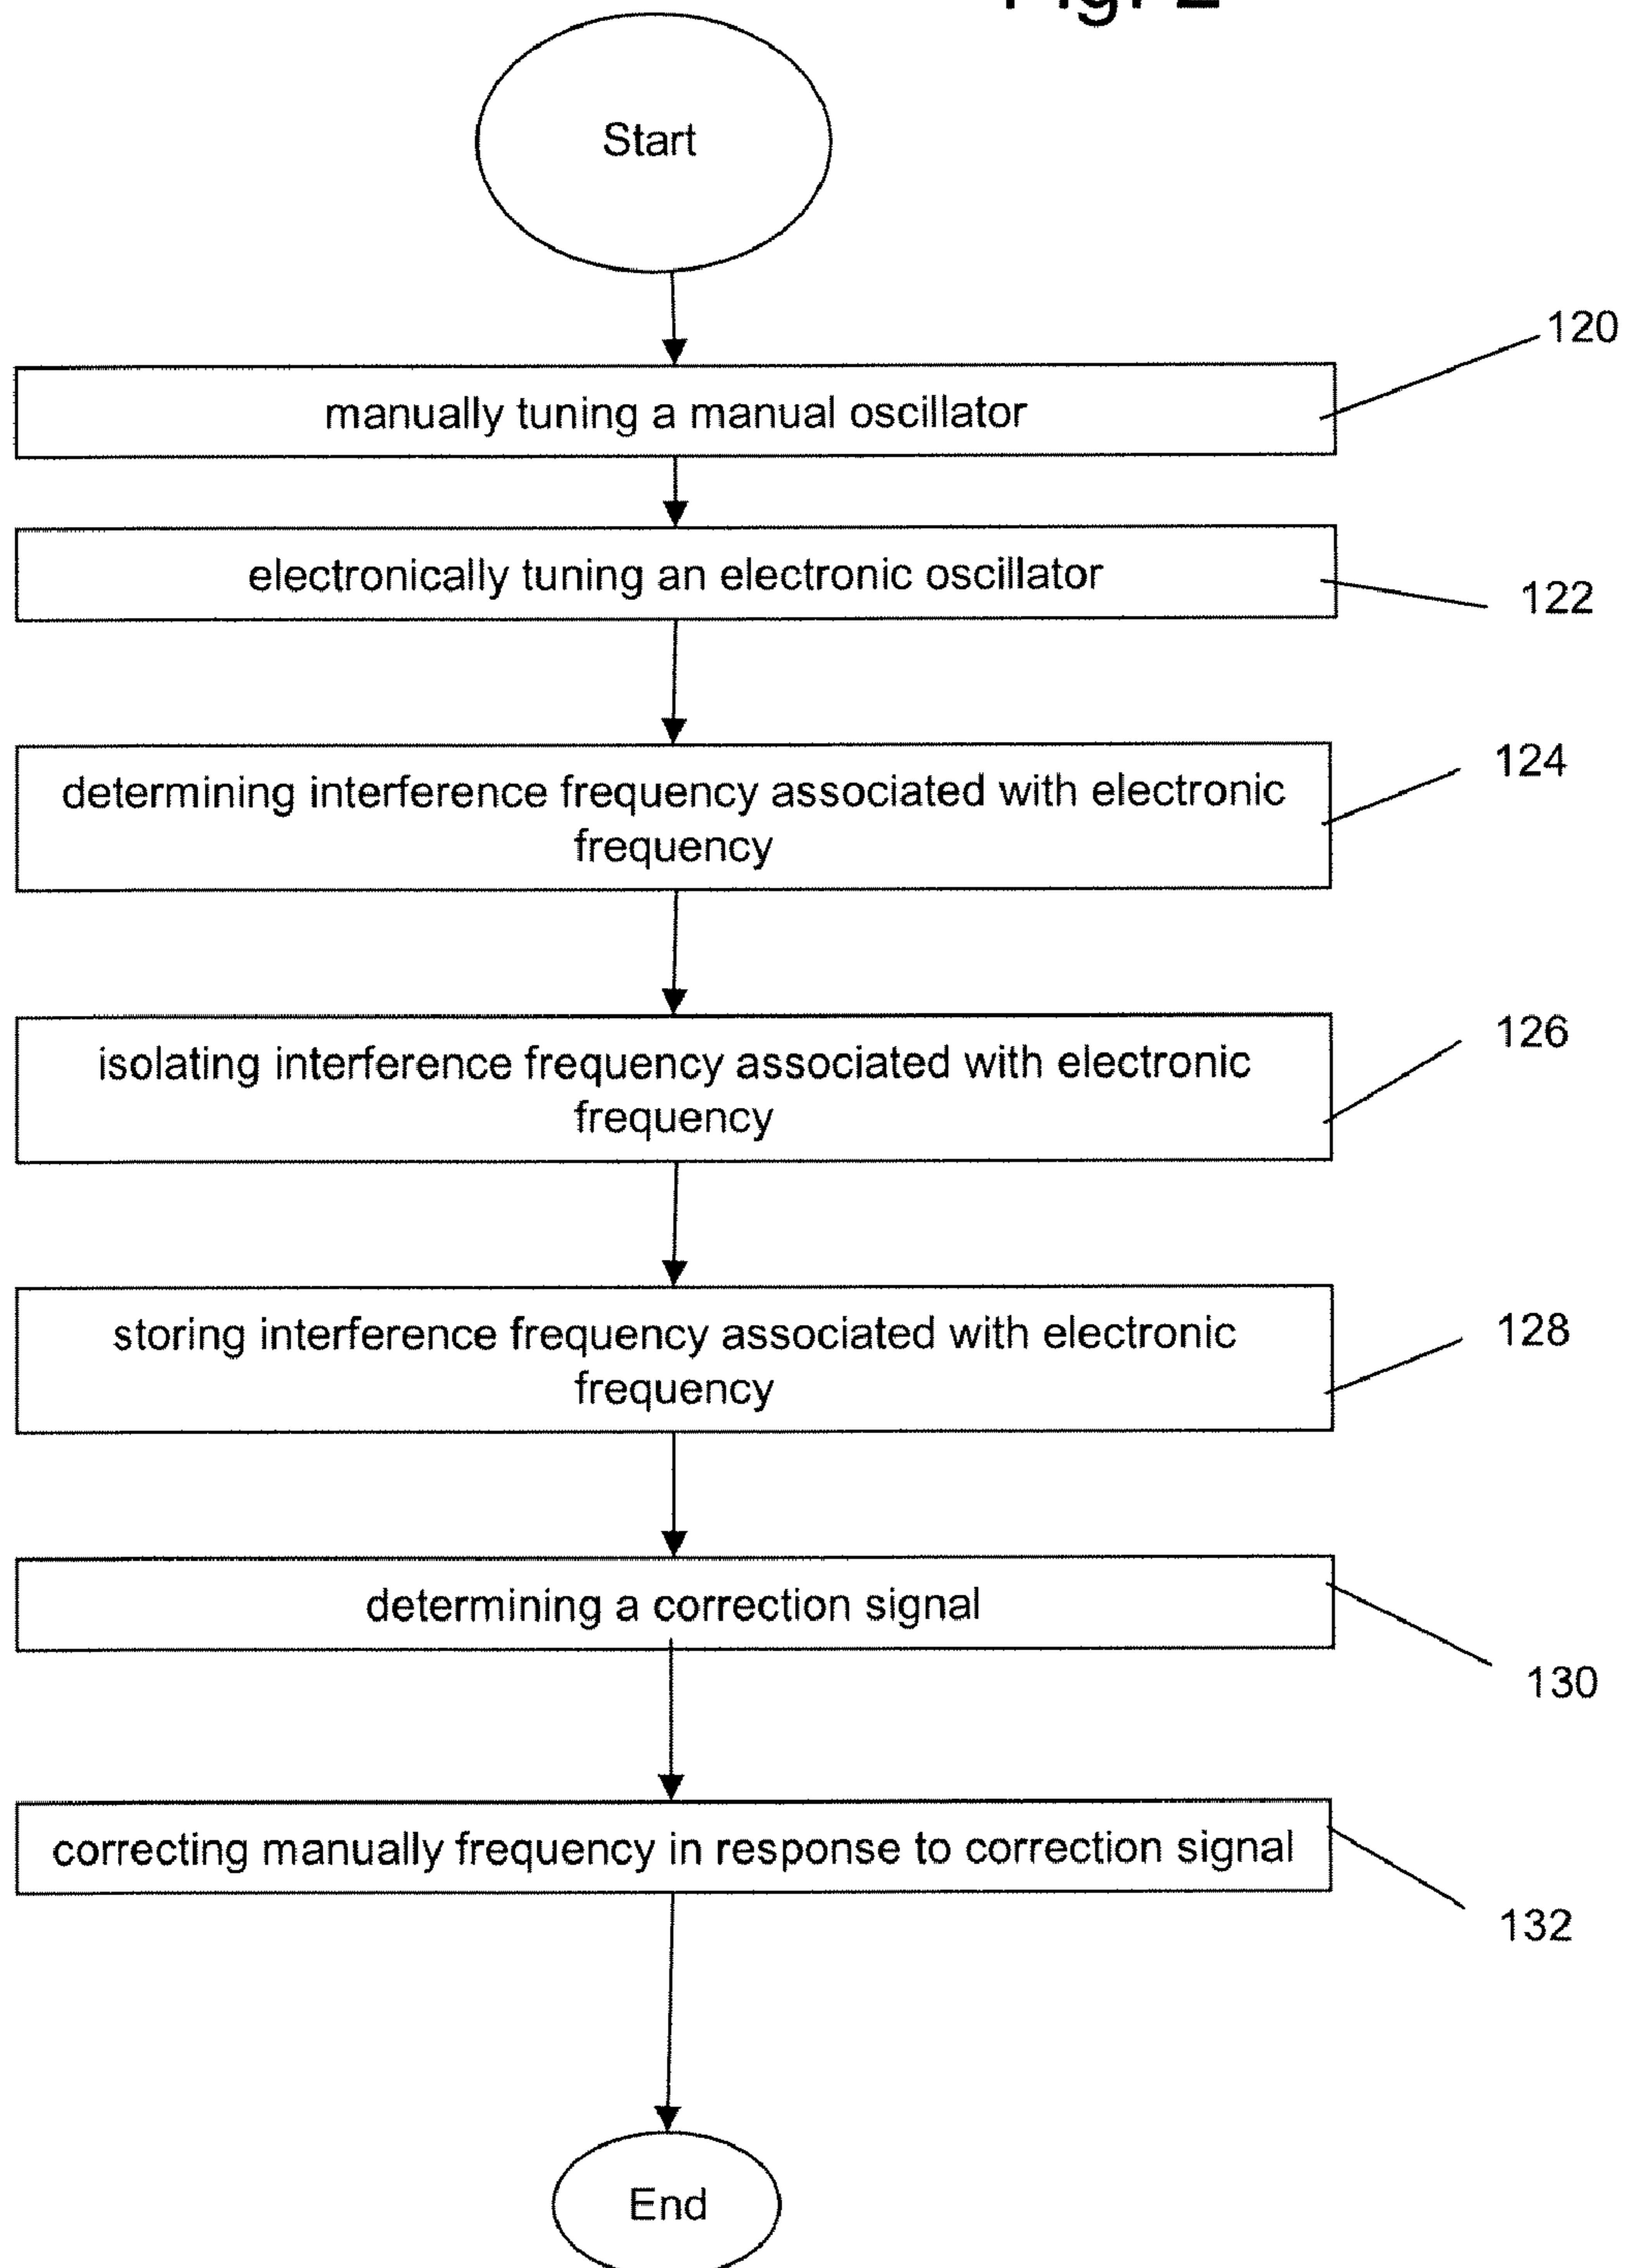 Fig. 2
Start
120
manually tuning a manual oscillator
electronically tuning an electronic oscillator
122
124
determining interference frequency associated with electronic
frequency
126
isolating interference frequency associated with electronic
frequency
128
storing interference frequency associated with electronic
frequency
determining a correction signal
130
correcting manually frequency in response to correction signal
132
End